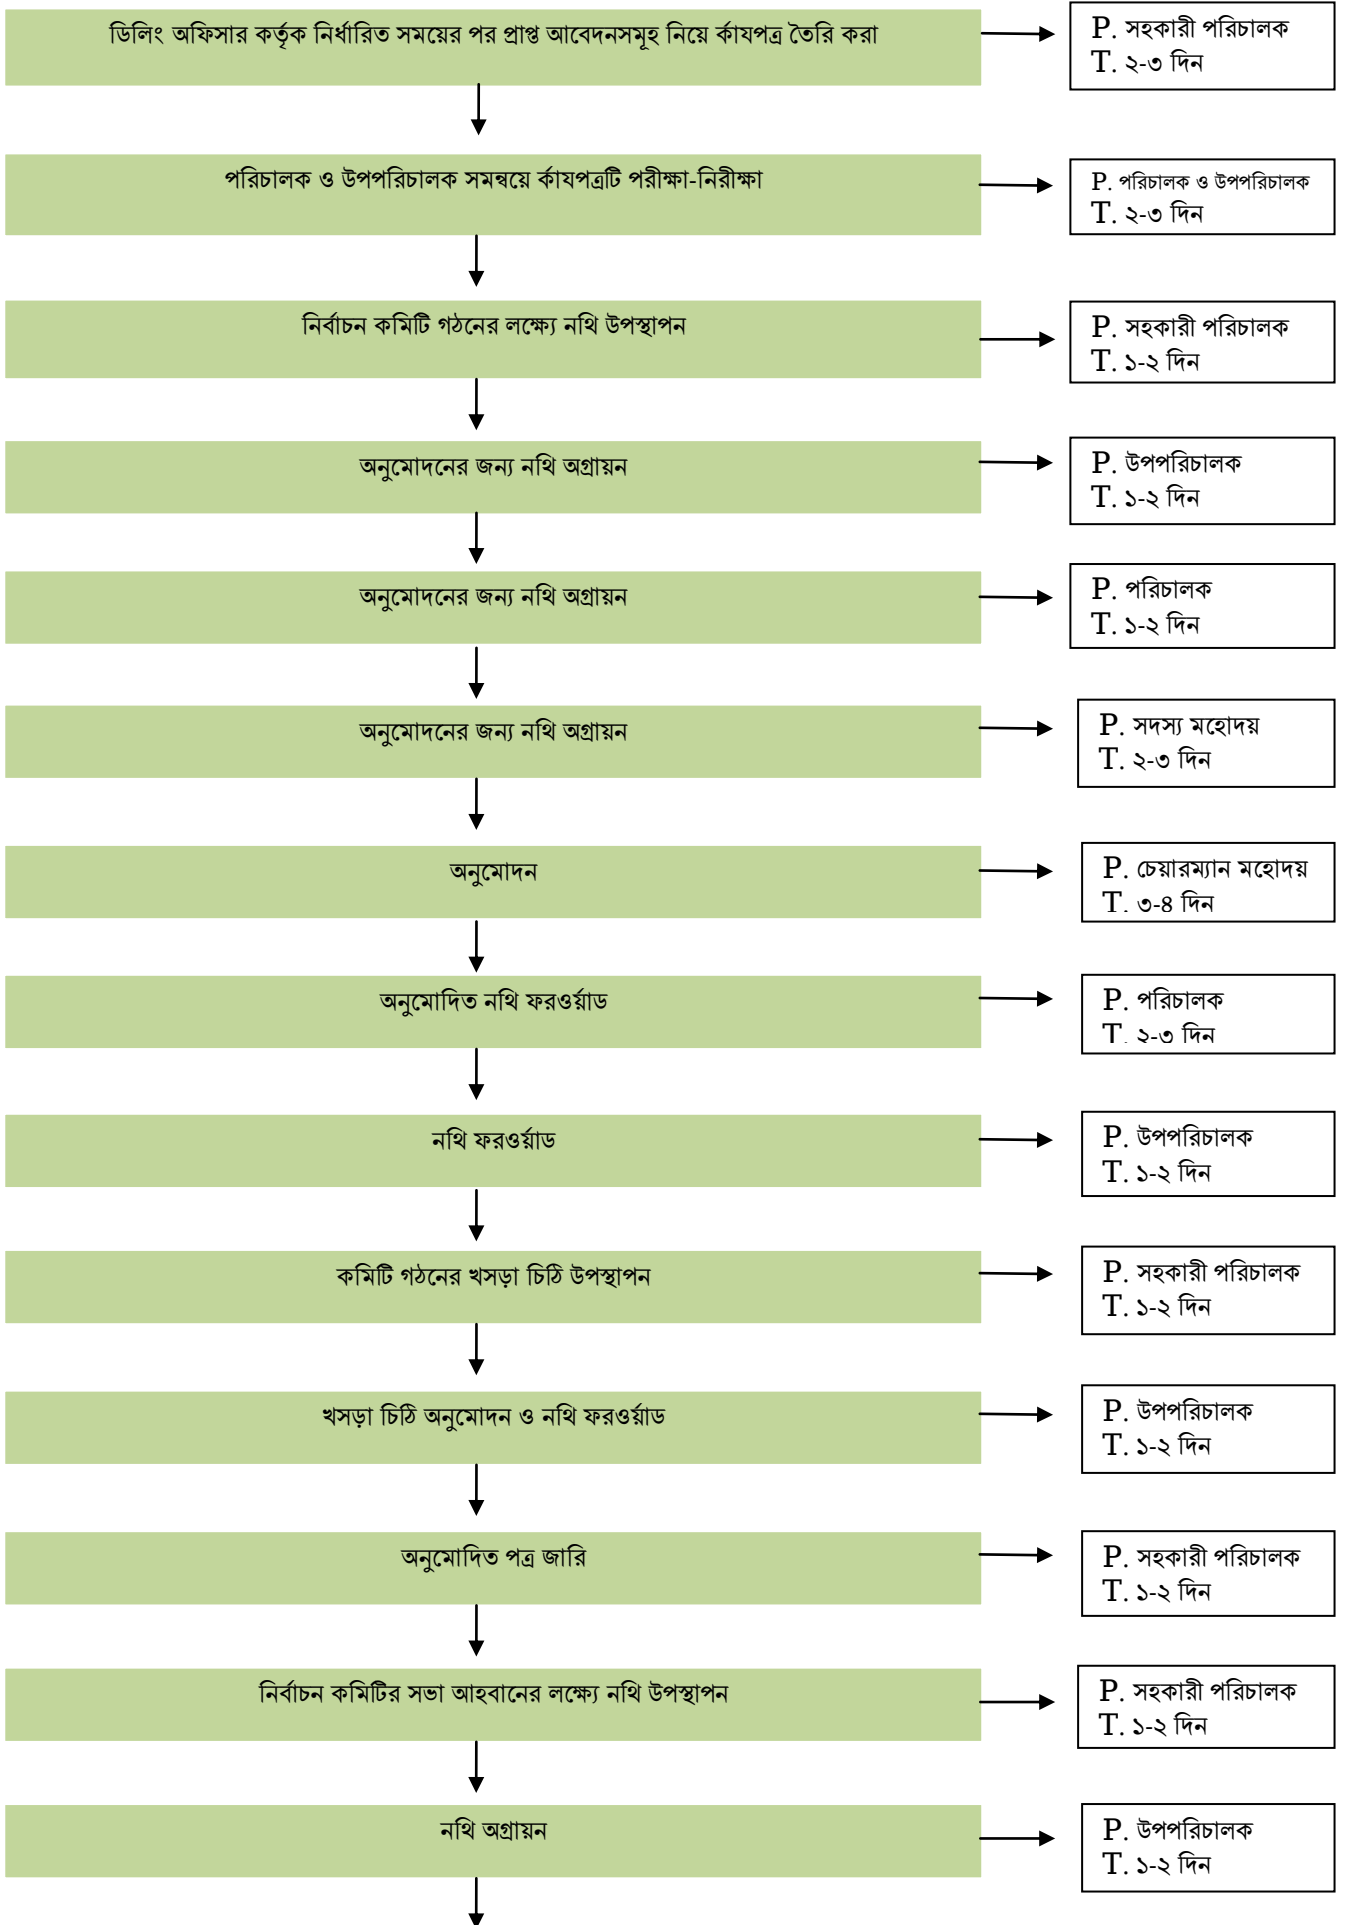 ডিলিং অফিসার কর্তৃক নির্ধারিত সময়ের পর প্রাপ্ত আবেদনসমূহ নিয়ে র্কাযপত্র তৈরি করা
P. সহকারী পরিচালক
T. ২-৩ দিন
পরিচালক ও উপপরিচালক সমন্বয়ে র্কাযপত্রটি পরীক্ষা-নিরীক্ষা
P. পরিচালক ও উপপরিচালক
T. ২-৩ দিন
নির্বাচন কমিটি গঠনের লক্ষ্যে নথি উপস্থাপন
P. সহকারী পরিচালক
T. ১-২ দিন
অনুমোদনের জন্য নথি অগ্রায়ন
P. উপপরিচালক
T. ১-২ দিন
অনুমোদনের জন্য নথি অগ্রায়ন
P. পরিচালক
T. ১-২ দিন
অনুমোদনের জন্য নথি অগ্রায়ন
P. সদস্য মহোদয়
T. ২-৩ দিন
অনুমোদন
P. চেয়ারম্যান মহোদয়
T. ৩-৪ দিন
অনুমোদিত নথি ফরওর্য়াড
P. পরিচালক
T. ২-৩ দিন
নথি ফরওর্য়াড
P. উপপরিচালক
T. ১-২ দিন
কমিটি গঠনের খসড়া চিঠি উপস্থাপন
P. সহকারী পরিচালক
T. ১-২ দিন
খসড়া চিঠি অনুমোদন ও নথি ফরওর্য়াড
P. উপপরিচালক
T. ১-২ দিন
অনুমোদিত পত্র জারি
P. সহকারী পরিচালক
T. ১-২ দিন
নির্বাচন কমিটির সভা আহবানের লক্ষ্যে নথি উপস্থাপন
P. সহকারী পরিচালক
T. ১-২ দিন
নথি অগ্রায়ন
P. উপপরিচালক
T. ১-২ দিন